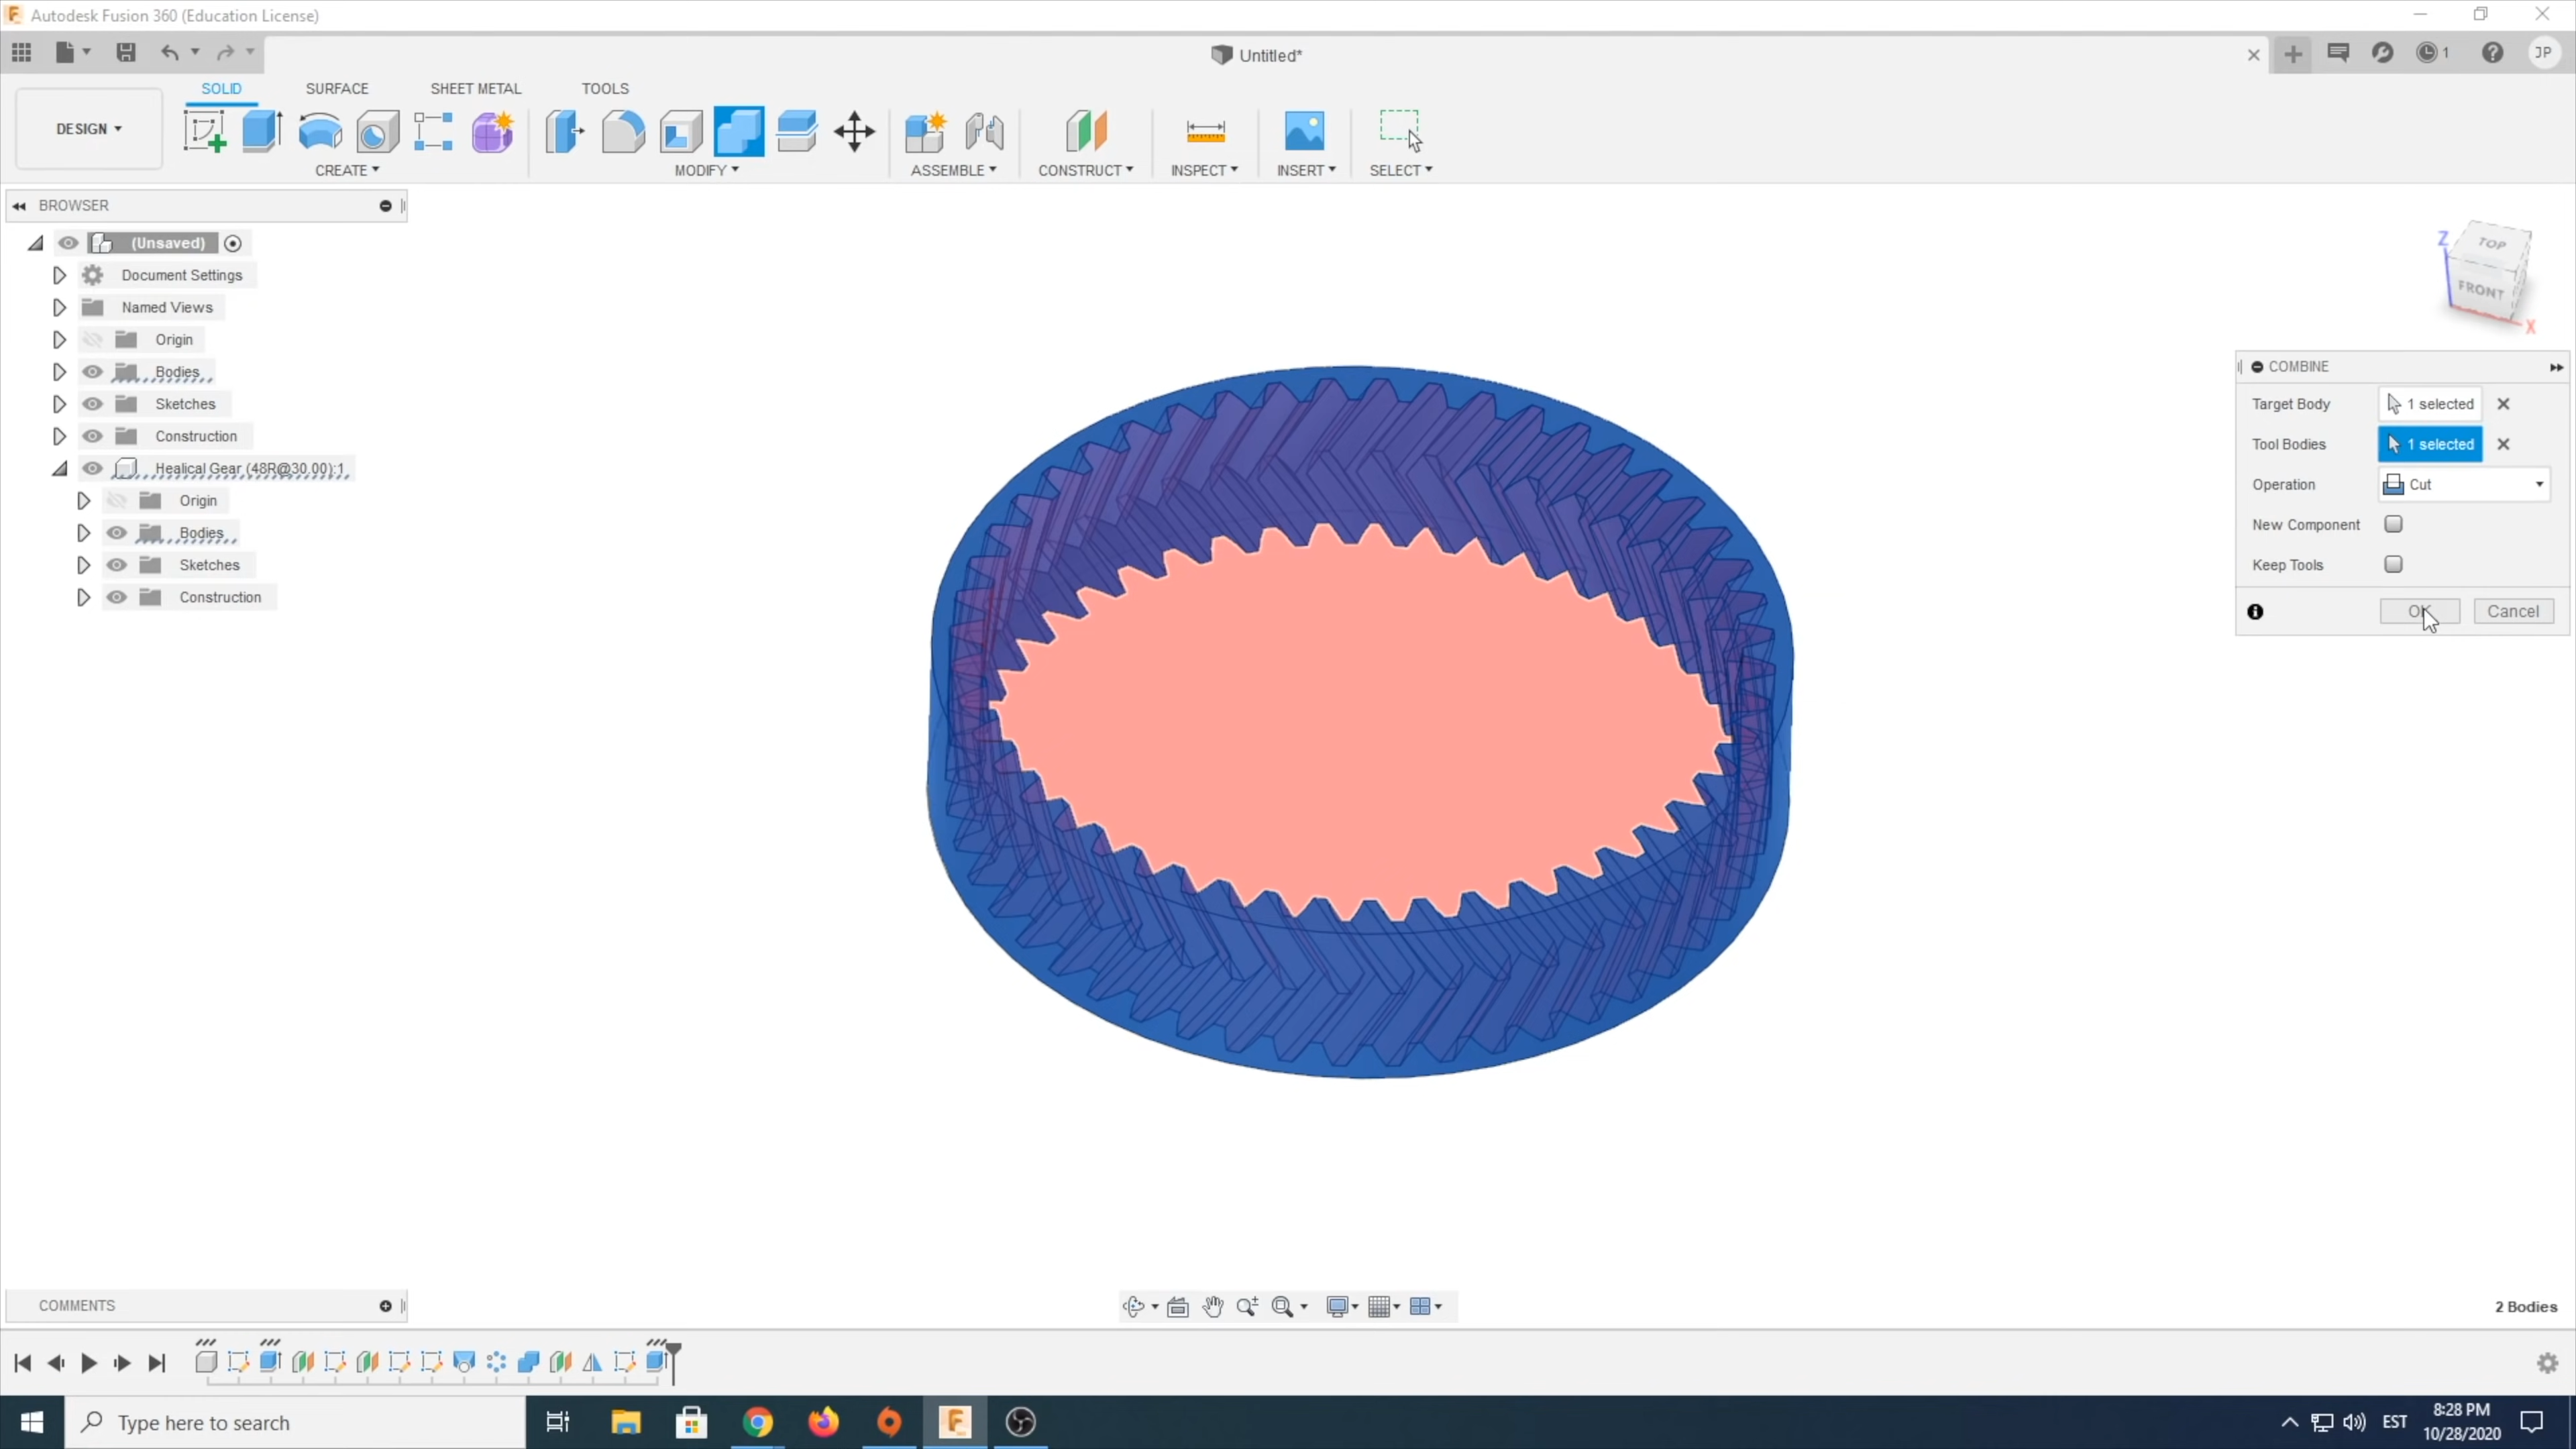 Autodesk Fusion 360 (Education License)
Untitled*
1
JP
DESIGN
SOLID
SURFACE
SHEET METAL
TOOLS
CREATE
MODIFY
ASSEMBLE
CONSTRUCT
INSPECT
INSERT
SELECT
BROWSER
(Unsaved)
Document Settings
Named Views
Origin
Bodies
Sketches
Construction
Healical Gear (48R@30.00):1
Origin
Bodies
Sketches
Construction
Z
TOP
FRONT
X
COMBINE
Target Body 1 selected
Tool Bodies 1 selected
Operation Cut
New Component
Keep Tools
OK Cancel
COMMENTS
2 Bodies
Type here to search
EST
8:28 PM
10/28/2020